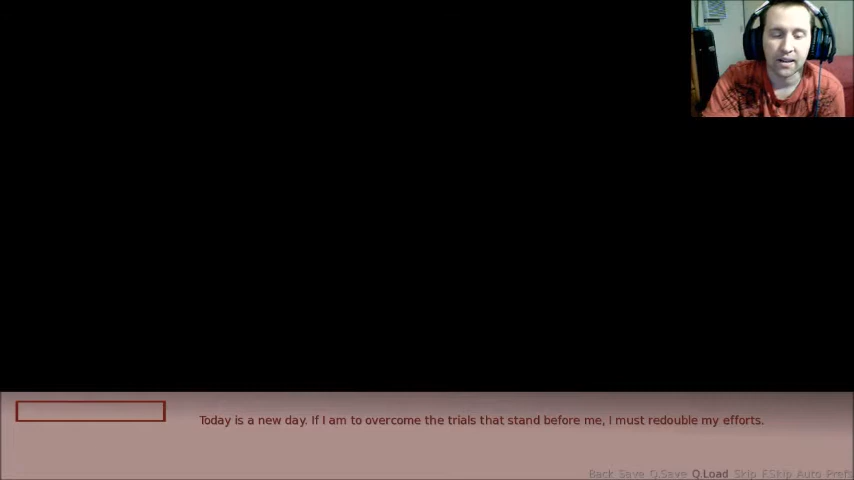 Today is a new day. If I am to overcome the trials that stand before me, I must redouble my efforts.
Back Save Q.Save Q.Load Skip F.Skip Auto Prefs